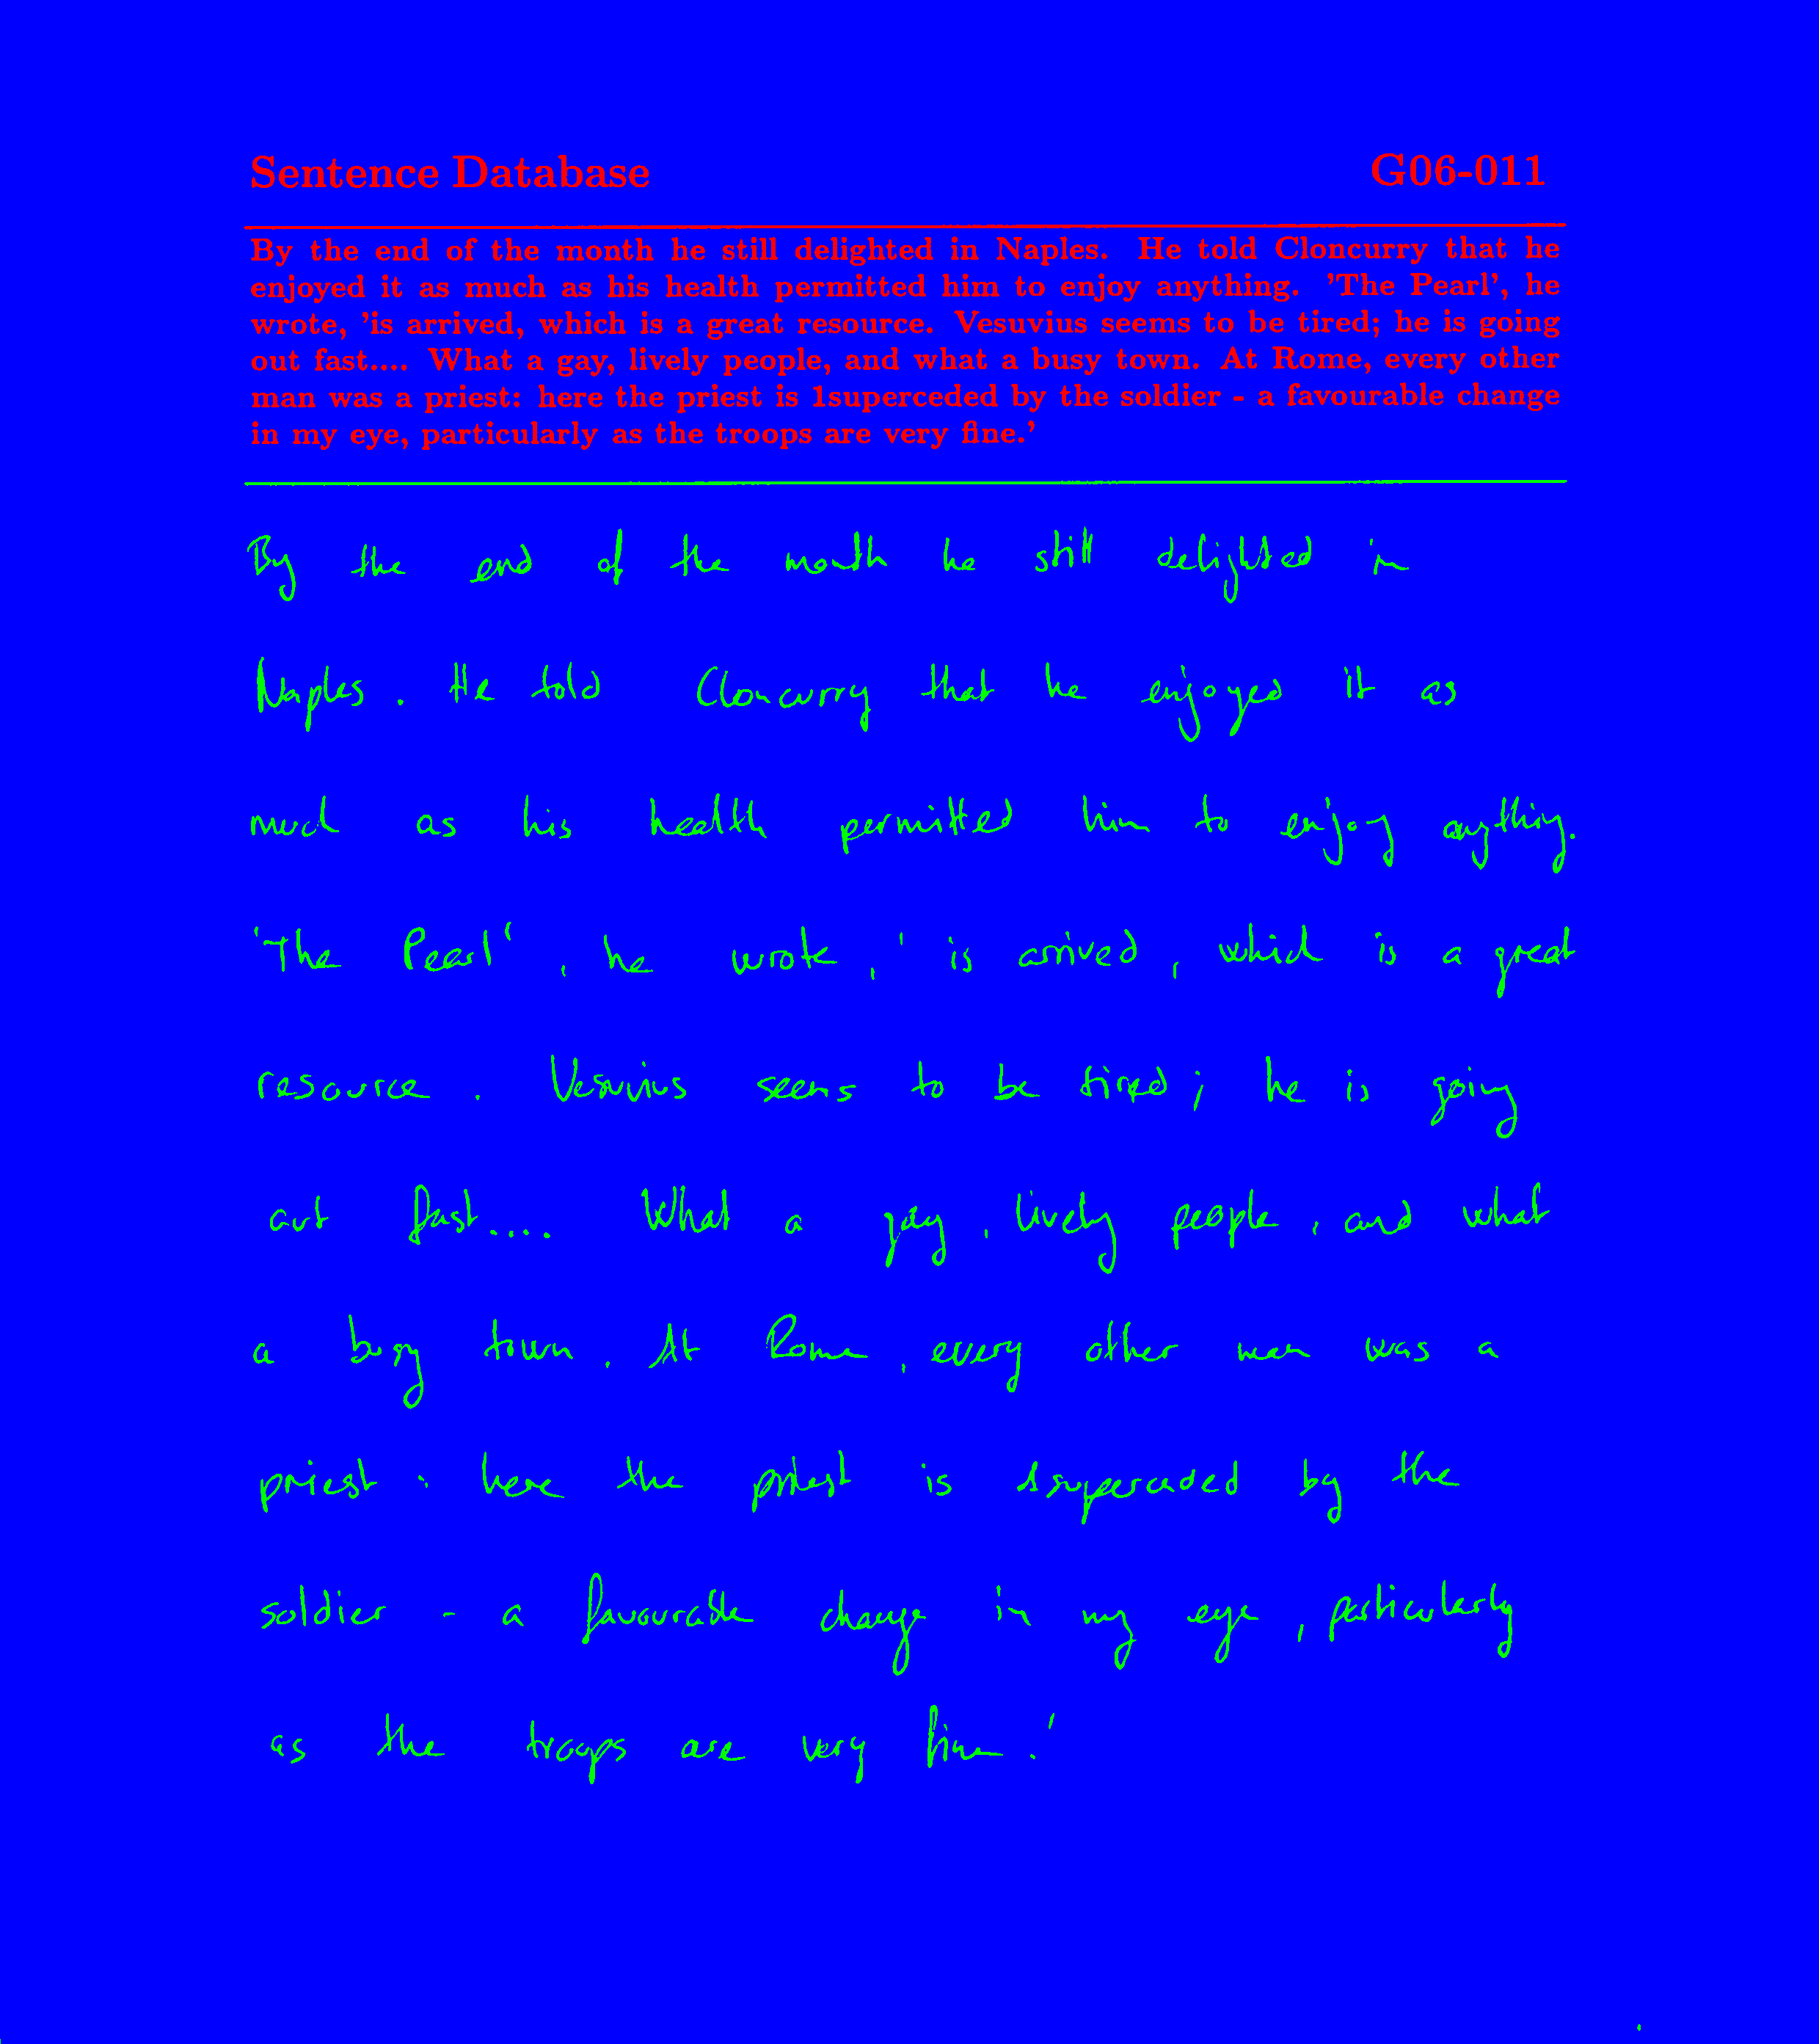 Sentence Database G06-011
By the end of the month he still delighted in Naples. He told Cloncurry that he
enjoyed it as much as his health permitted him to enjoy anything. 'The Pearl', he
wrote, 'is arrived, which is a great resource. Vesuvius seems to be tired; he is going
out fast.... What a gay, lively people, and what a busy town. At Rome, every other
man was a priest: here the priest is 1superceded by the soldier - a favourable change
in my eye, particularly as the troops are very fine.'
By the end of the month he still delighted in
Naples. He told Cloncurry that he enjoyed it as
much as his health permitted him to enjoy anything.
'The Pearl', he wrote, 'is arrived, which is a great
resource. Vesuvius seems to be tired; he is going
out fast.... What a gay, lively people, and what
a busy town. At Rome, every other man was a
priest: here the priest is 1superceded by the
soldier - a favourable change in my eye, particularly
as the troops are very fine.'